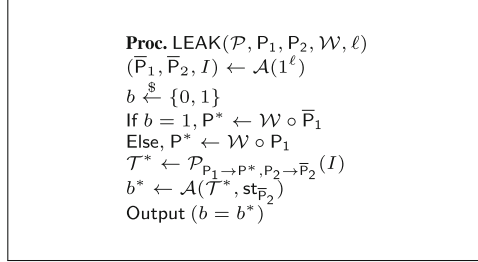 Proc. LEAK(𝒫, P₁, P₂, 𝒲, ℓ)
(P̅₁, P̅₂, I) ← 𝒜(1^ℓ)
b ←$ {0, 1}
If b = 1, P* ← 𝒲 ∘ P̅₁
Else, P* ← 𝒲 ∘ P₁
𝒯* ← 𝒫_{P₁→P*, P₂→P̅₂}(I)
b* ← 𝒜(𝒯*, st_{P̅₂})
Output (b = b*)